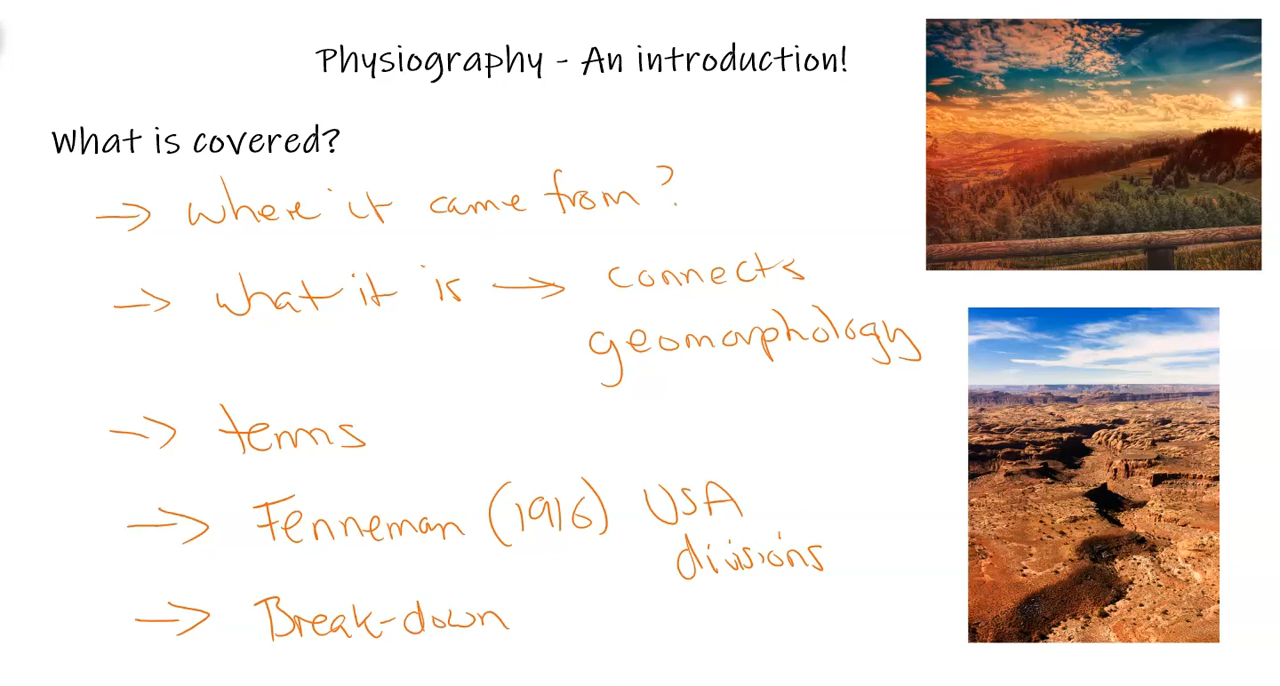 Physiography - An introduction!
What is covered?
→ where it came from?
→ what it is → connects
geomorphology
→ terms
→ Fenneman (1916) USA
divisions
→ Break-down